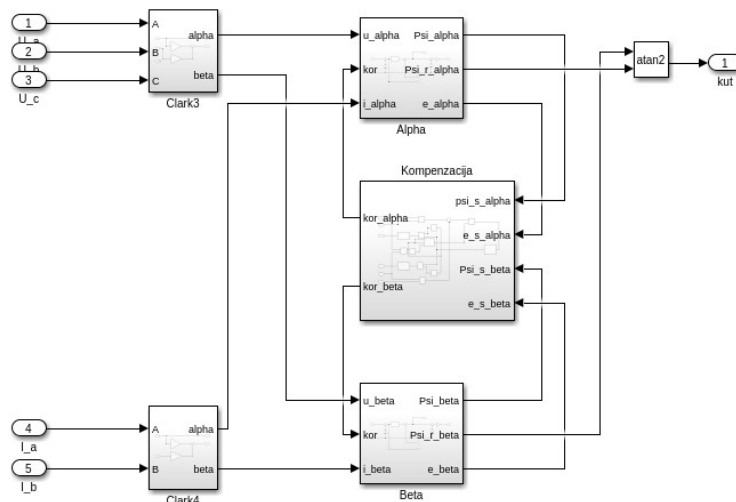 1
U_a
2
U_b
3
U_c
A
B
C
alpha
beta
Clark3
u_alpha
kor
i_alpha
Psi_alpha
Psi_r_alpha
e_alpha
Alpha
atan2
1
kut
Kompenzacija
kor_alpha
kor_beta
psi_s_alpha
e_s_alpha
Psi_s_beta
e_s_beta
4
I_a
5
I_b
A
B
alpha
beta
Clark4
u_beta
kor
i_beta
Psi_beta
Psi_r_beta
e_beta
Beta